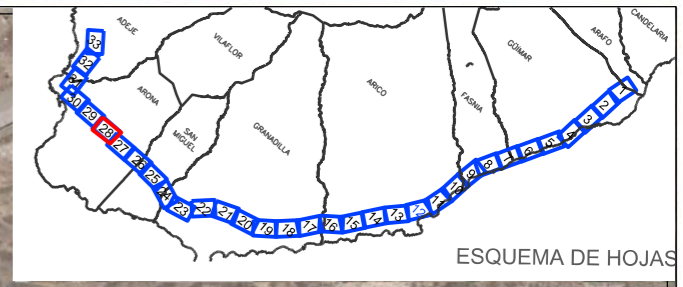 ADEJE
VILAFLOR
ARONA
SAN
MIGUEL
GRANADILLA
ARICO
FASNIA
GÜIMAR
ARAFO
CANDELARIA
33
32
31
30
29
28
27
26
25
24
23
22
21
20
19
18
17
16
15
14
13
12
11
10
9
8
7
6
5
4
3
2
1
ESQUEMA DE HOJAS